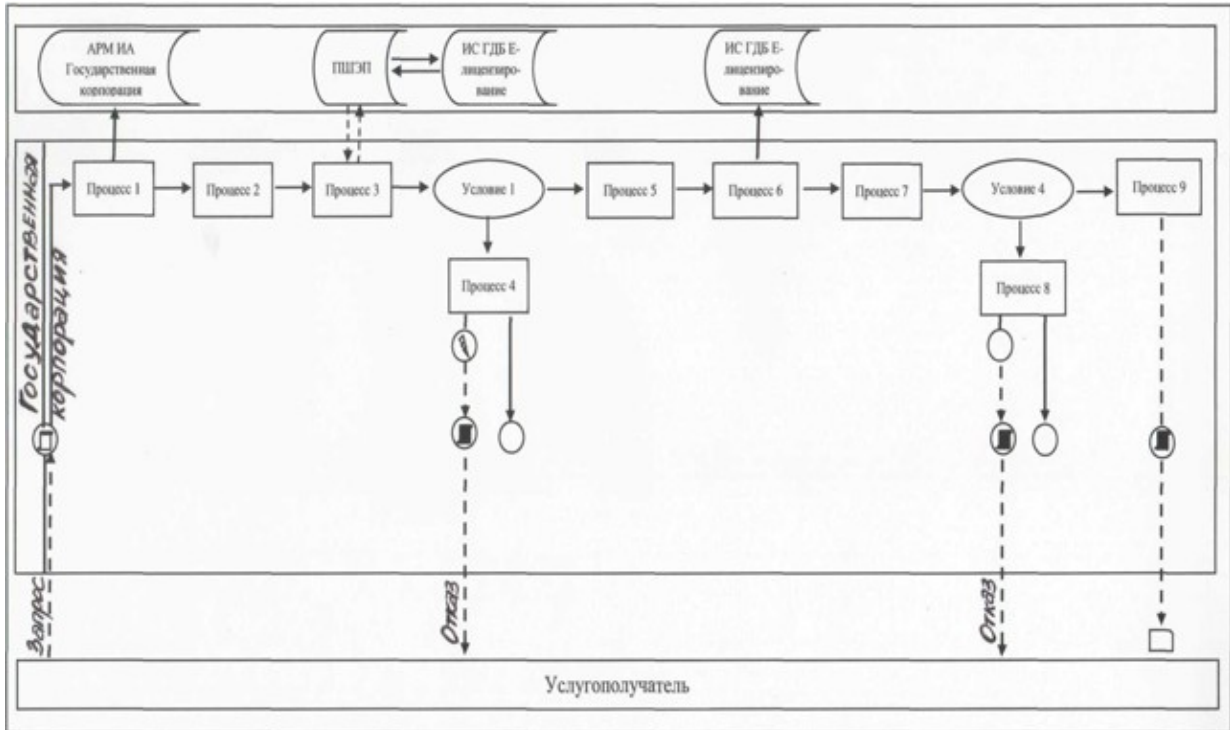 АРМ ИА
Государственная
корпорация
ПШЭП
ИС ГДБ Е-
лицензиро-
вание
ИС ГДБ Е-
лицензиро-
вание
Государственная
корпорация
Процесс 1
Процесс 2
Процесс 3
Условие 1
Процесс 5
Процесс 6
Процесс 7
Условие 4
Процесс 9
Процесс 4
Процесс 8
Запрос
Отказ
Отказ
Услугополучатель